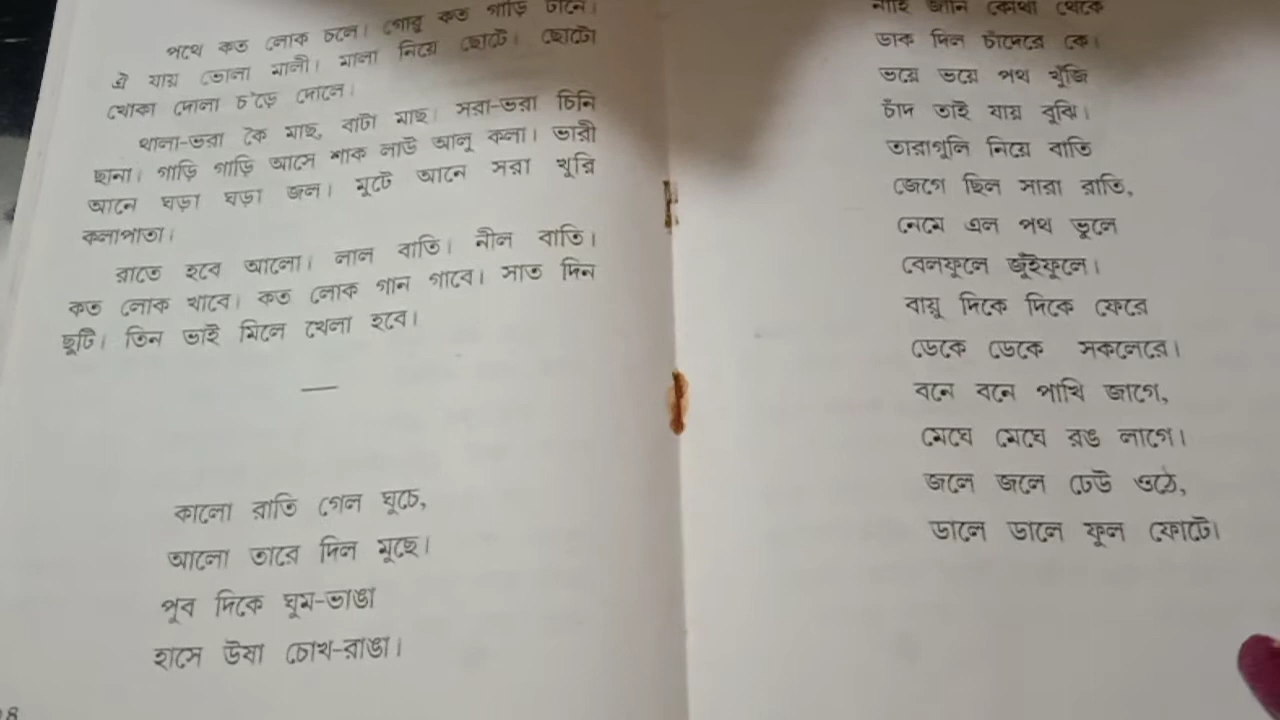 পথে কত লোক চলে। গোরু কত গাড়ি টানে।
ঐ যায় ভোলা মালী। মালা নিয়ে ছোটে। ছোটো
খোকা দোলা চ'ড়ে দোলে।
থালা-ভরা কৈ মাছ, বাটা মাছ। সরা-ভরা চিনি
ছানা। গাড়ি গাড়ি আসে শাক লাউ আলু কলা। ভারী
আনে ঘড়া ঘড়া জল। মুটে আনে সরা খুরি
কলাপাতা।
রাতে হবে আলো। লাল বাতি। নীল বাতি।
কত লোক খাবে। কত লোক গান গাবে। সাত দিন
ছুটি। তিন ভাই মিলে খেলা হবে।
কালো রাতি গেল ঘুচে,
আলো তারে দিল মুছে।
পুব দিকে ঘুম-ভাঙা
হাসে উষা চোখ-রাঙা।
নাহি জানি কোথা থেকে
ডাক দিল চাঁদেরে কে।
ভয়ে ভয়ে পথ খুঁজি
চাঁদ তাই যায় বুঝি।
তারাগুলি নিয়ে বাতি
জেগে ছিল সারা রাতি,
নেমে এল পথ ভুলে
বেলফুলে জুঁইফুলে।
বায়ু দিকে দিকে ফেরে
ডেকে ডেকে সকলেরে।
বনে বনে পাখি জাগে,
মেঘে মেঘে রঙ লাগে।
জলে জলে ঢেউ ওঠে,
ডালে ডালে ফুল ফোটে।